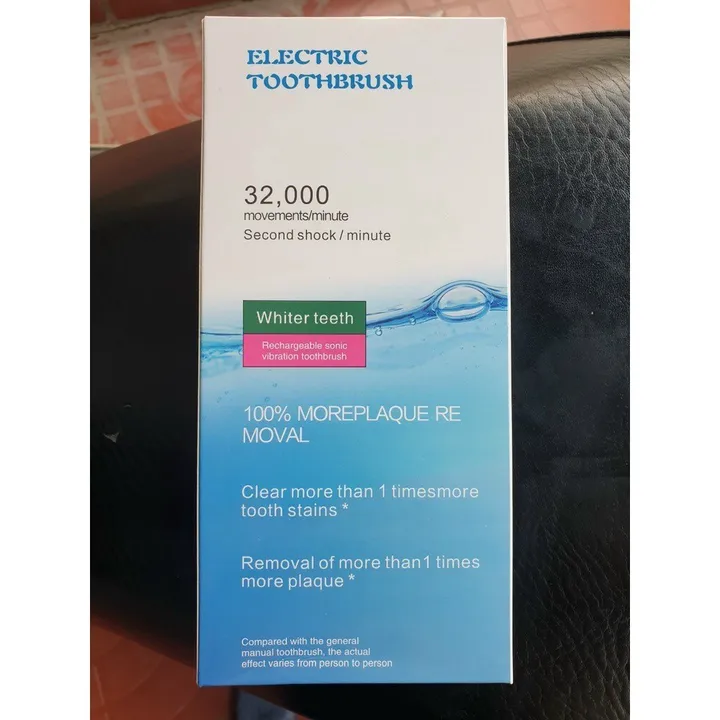 ELECTRIC
TOOTHBRUSH
32,000
movements/minute
Second shock / minute
Whiter teeth
Rechargeable sonic
vibration toothbrush
100% MOREPLAQUE RE
MOVAL
Clear more than 1 timesmore
tooth stains *
Removal of more than1 times
more plaque *
Compared with the general
manual toothbrush, the actual
effect varies from person to person